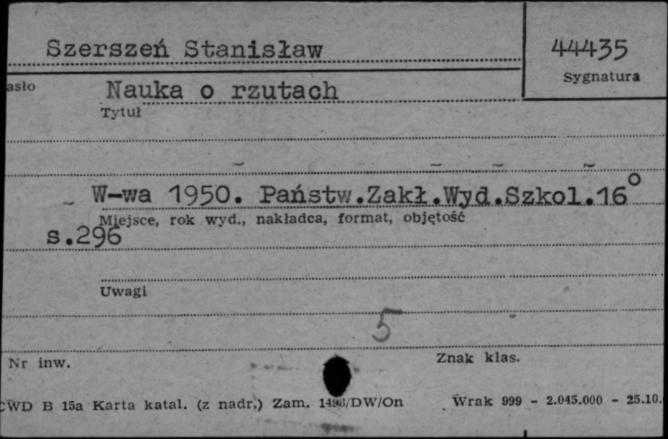 Szerszeń Stanisław
44435
asło
Sygnatura
Nauka o rzutach
Tytuł
W-wa 1950. Państw.Zakł.Wyd.Szkol.16°
Miejsce, rok wyd., nakładca, format, objętość
s.296
Uwagi
5
Nr inw.
Znak klas.
CWD B 15a Karta katal. (z nadr.) Zam. /DW/On Wrak 999 - 2.045.000 - 25.10.